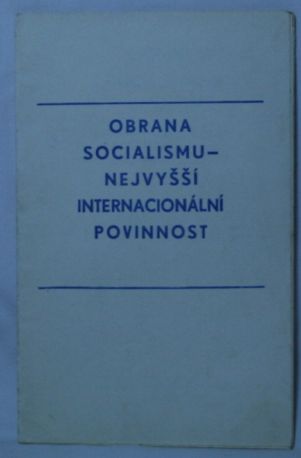 OBRANA
SOCIALISMU–
NEJVYŠŠÍ
INTERNACIONÁLNÍ
POVINNOST